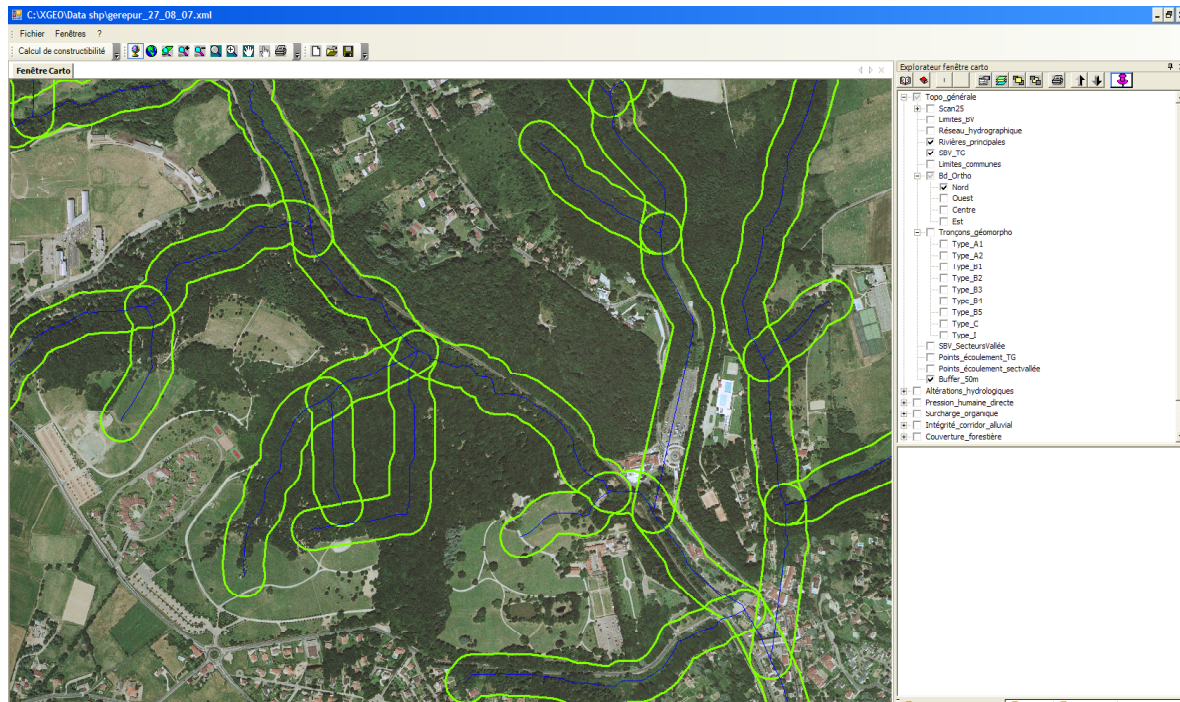 C:\XGEO\Data shp\gerepur_27_08_07.xml
Fichier Fenêtres ?
Calcul de constructibilité
Fenêtre Carto
Explorateur fenêtre carto
Topo_générale
Scan25
Limites_BV
Réseau_hydrographique
Rivières_principales
SBV_TG
Limites_communes
Bd_Ortho
Nord
Ouest
Centre
Est
Tronçons_géomorpho
Type_A1
Type_A2
Type_B1
Type_B2
Type_B3
Type_B4
Type_B5
Type_C
Type_I
SBV_SecteursVallée
Points_écoulement_TG
Points_écoulement_sectvallée
Buffer_50m
Altérations_hydrologiques
Pression_humaine_directe
Surcharge_organique
Intégrité_corridor_alluvial
Couverture_forestière